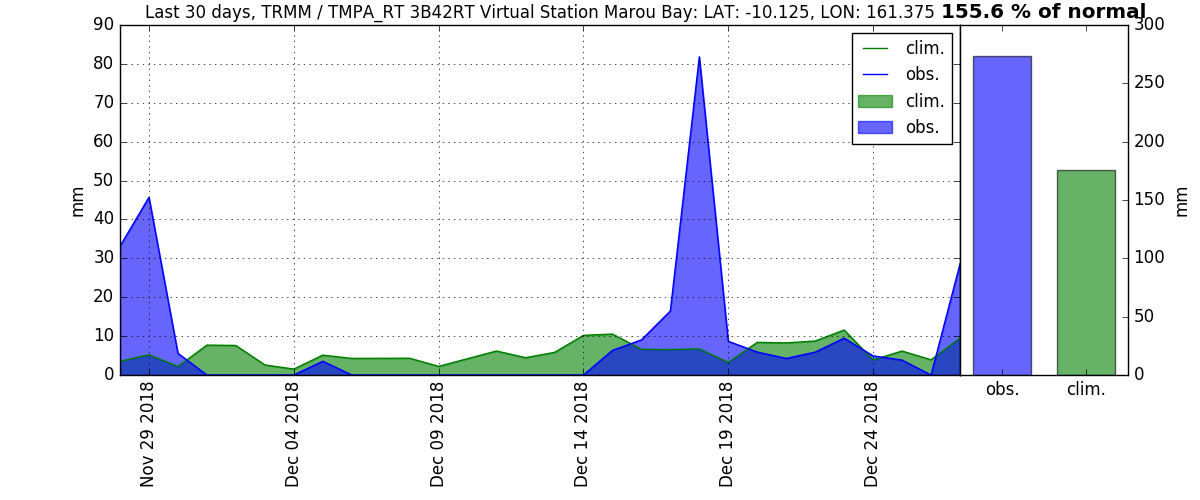 Last 30 days, TRMM / TMPA_RT 3B42RT Virtual Station Marou Bay: LAT: -10.125, LON: 161.375 155.6 % of normal
90
80
70
60
50
40
30
20
10
0
mm
clim.
obs.
clim.
obs.
300
250
200
150
100
50
0
mm
Nov 29 2018
Dec 04 2018
Dec 09 2018
Dec 14 2018
Dec 19 2018
Dec 24 2018
obs.
clim.